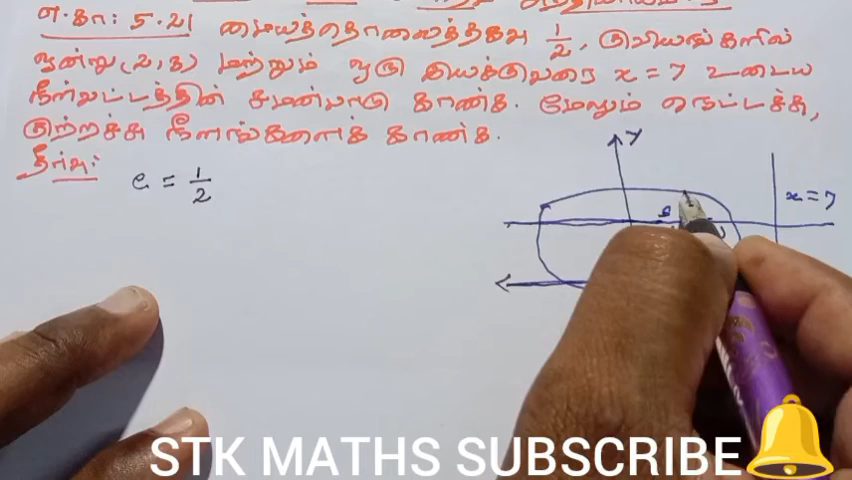 எ.கா: 5.21 மையத்தொலைத்தகவு 1/2, குவியங்களில்
ஒன்று (2,3) மற்றும் ஒரு இயக்குவரை x = 7 உடைய
நீள்வட்டத்தின் சமன்பாடு காண்க. மேலும் நெட்டச்சு,
குற்றச்சு நீளங்களைக் காண்க.
தீர்வு:
e = 1/2
y
x = 7
STK MATHS SUBSCRIBE